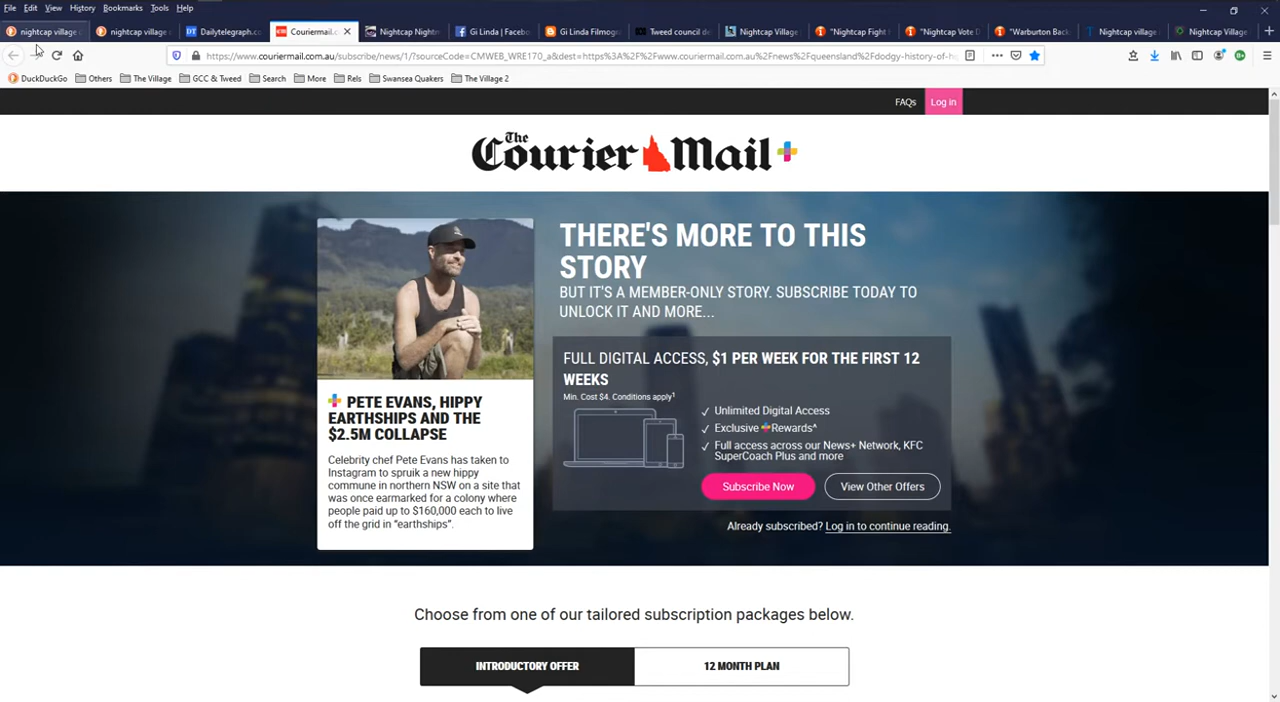 File Edit View History Bookmarks Tools Help
nightcap village nightcap village Dailytelegraph.co Couriermail. Nightcap Nightm Gi Linda | Facebo Gi Linda Filmogra Tweed council de Nightcap Village "Nightcap Fight "Nightcap Vote D "Warburton Back Nightcap village Nightcap Village
https://www.couriermail.com.au/subscribe/news/1/?sourceCode=CMWEB_WRE170_a&dest=https%3A%2F%2Fwww.couriermail.com.au%2Fnews%2Fqueensland%2Fdodgy-history-of-h
DuckDuckGo Others The Village GCC & Tweed Search More Rels Swansea Quakers The Village 2
FAQs Log in
The Courier Mail
THERE'S MORE TO THIS
STORY
BUT IT'S A MEMBER-ONLY STORY. SUBSCRIBE TODAY TO
UNLOCK IT AND MORE...
FULL DIGITAL ACCESS, $1 PER WEEK FOR THE FIRST 12
WEEKS
Min. Cost $4. Conditions apply¹
✓ Unlimited Digital Access
✓ Exclusive +Rewards^
✓ Full access across our News+ Network, KFC
SuperCoach Plus and more
Subscribe Now View Other Offers
Already subscribed? Log in to continue reading.
PETE EVANS, HIPPY
EARTHSHIPS AND THE
$2.5M COLLAPSE
Celebrity chef Pete Evans has taken to
Instagram to spruik a new hippy
commune in northern NSW on a site that
was once earmarked for a colony where
people paid up to $160,000 each to live
off the grid in "earthships".
Choose from one of our tailored subscription packages below.
INTRODUCTORY OFFER 12 MONTH PLAN